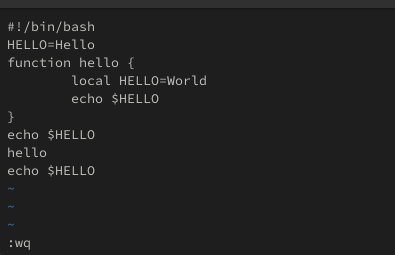 #!/bin/bash
HELLO=Hello
function hello {
        local HELLO=World
        echo $HELLO
}
echo $HELLO
hello
echo $HELLO
~
~
~
:wq